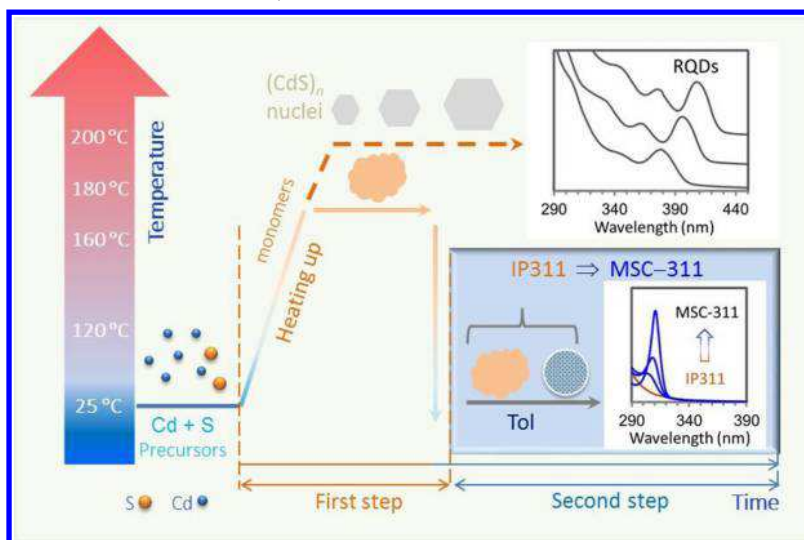 200 °C
180 °C
160 °C
120 °C
25 °C
Temperature
(CdS)n
nuclei
monomers
Heating up
Cd + S
Precursors
S
Cd
RQDs
290 340 390 440
Wavelength (nm)
IP311 ⇒ MSC–311
MSC-311
IP311
290 340 390
Wavelength (nm)
Tol
First step
Second step
Time